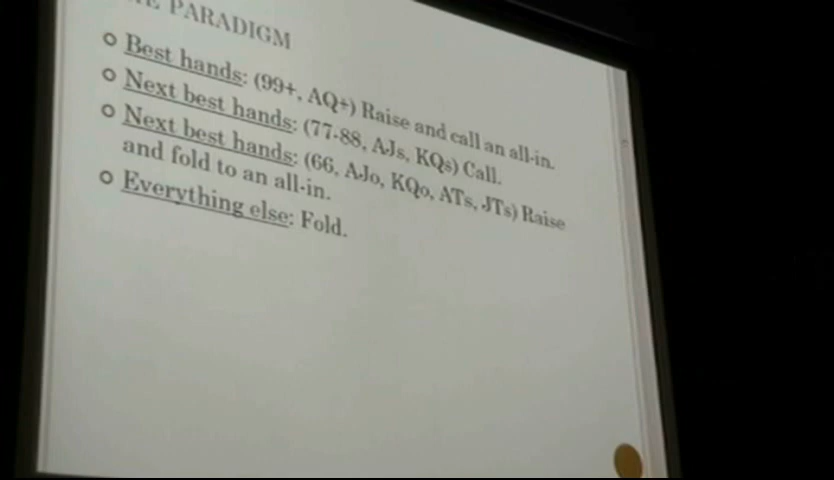 PARADIGM
Best hands: (99+, AQ+) Raise and call an all-in.
Next best hands: (77-88, AJs, KQs) Call.
Next best hands: (66, AJo, KQo, ATs, JTs) Raise
and fold to an all-in.
Everything else: Fold.